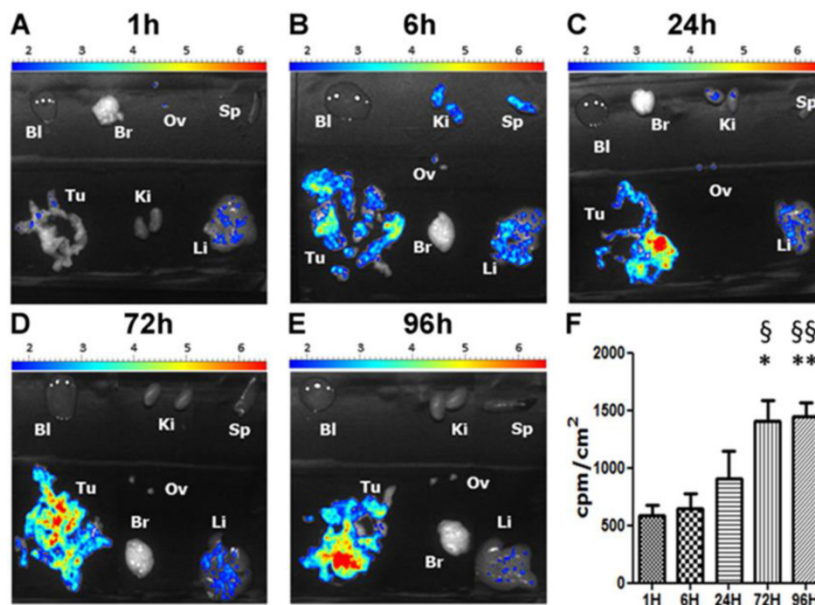 A 1h
2 3 4 5 6
Bl Br Ov Sp
Tu Ki Li
B 6h
2 3 4 5 6
Bl Ki Sp
Ov
Tu Br Li
C 24h
2 3 4 5 6
Bl Br Ki Sp
Ov
Tu Li
D 72h
2 3 4 5 6
Bl Ki Sp
Tu Ov
Br Li
E 96h
2 3 4 5 6
Bl Ki Sp
Tu Ov
Br Li
F
§ §§
* **
cpm/cm²
2000
1500
1000
500
0
1H 6H 24H 72H 96H